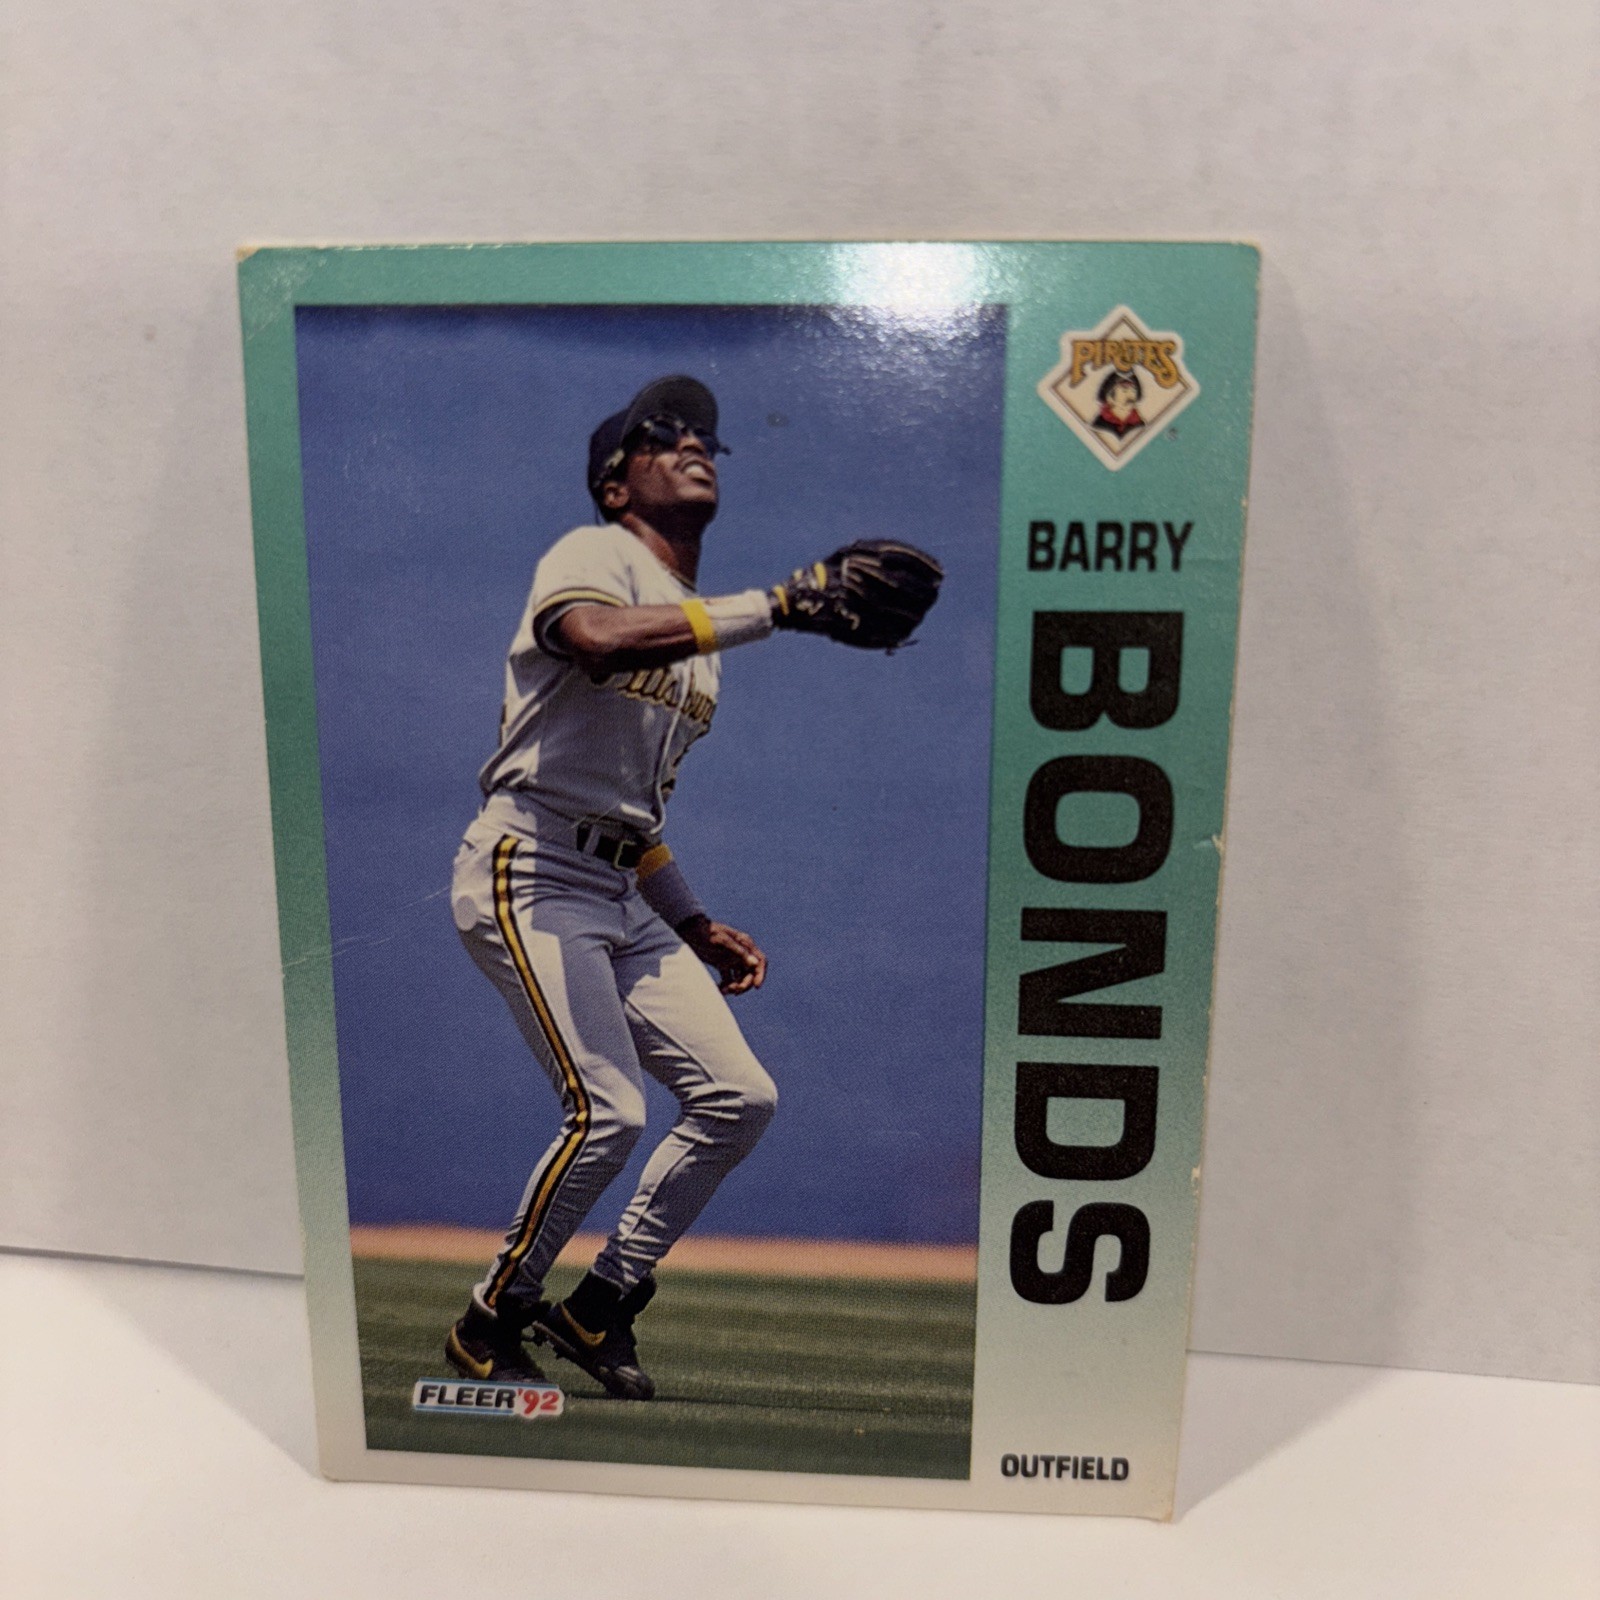 PIRATES
BARRY
BONDS
FLEER'92
OUTFIELD